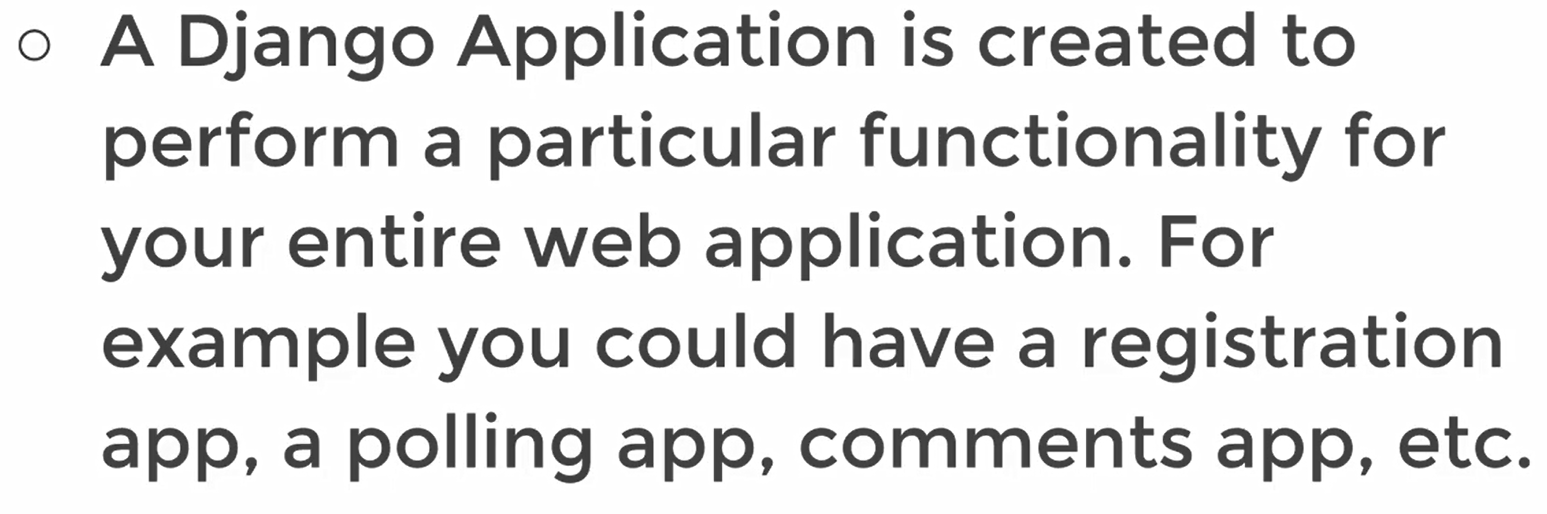 ○ A Django Application is created to
perform a particular functionality for
your entire web application. For
example you could have a registration
app, a polling app, comments app, etc.